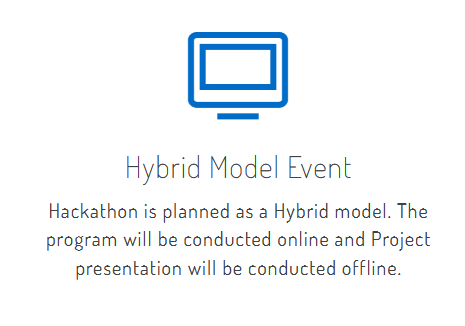 Hybrid Model Event
Hackathon is planned as a Hybrid model. The
program will be conducted online and Project
presentation will be conducted offline.